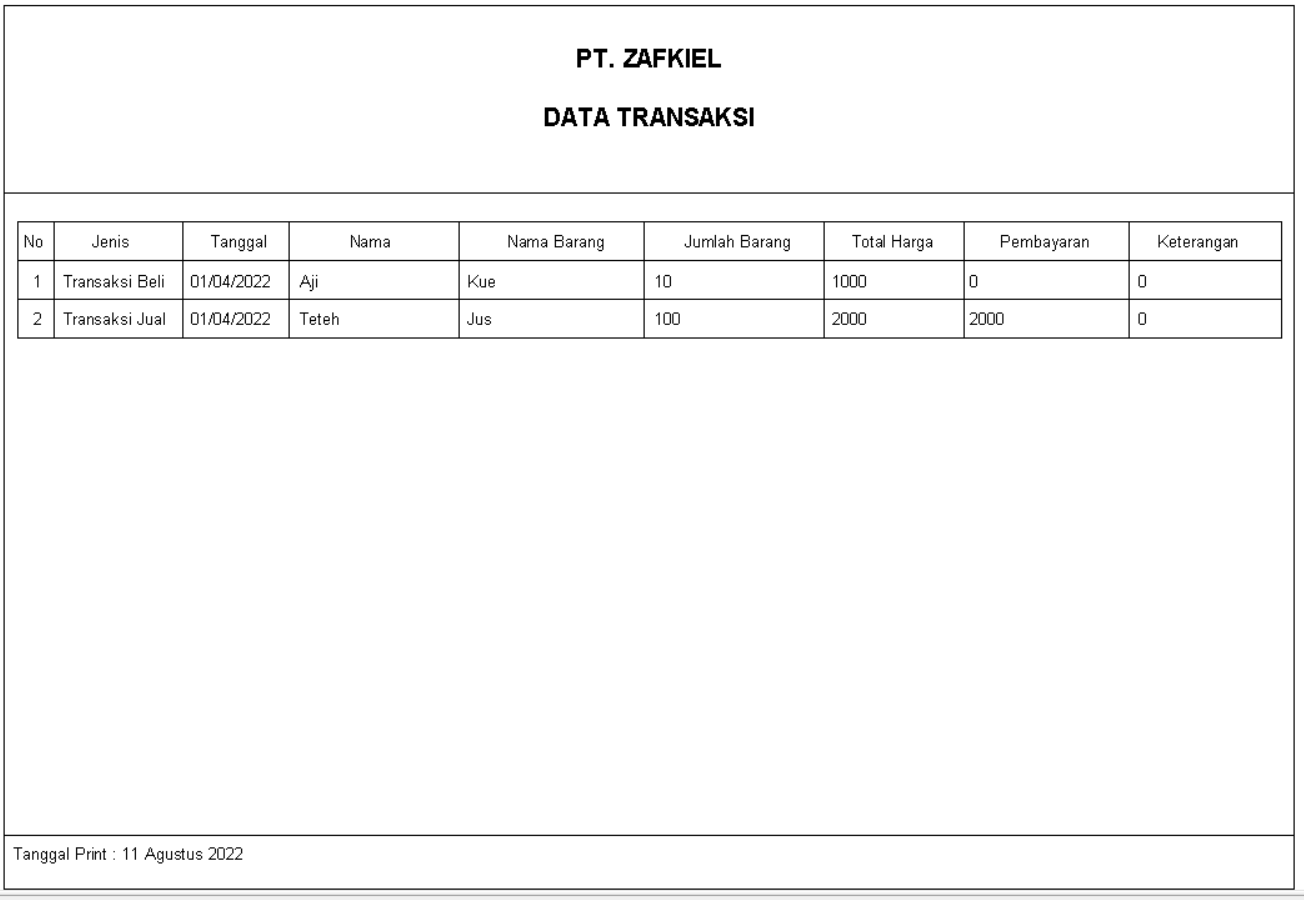 PT. ZAFKIEL
DATA TRANSAKSI
No Jenis Tanggal Nama Nama Barang Jumlah Barang Total Harga Pembayaran Keterangan
1 Transaksi Beli 01/04/2022 Aji Kue 10 1000 0 0
2 Transaksi Jual 01/04/2022 Teteh Jus 100 2000 2000 0
Tanggal Print : 11 Agustus 2022